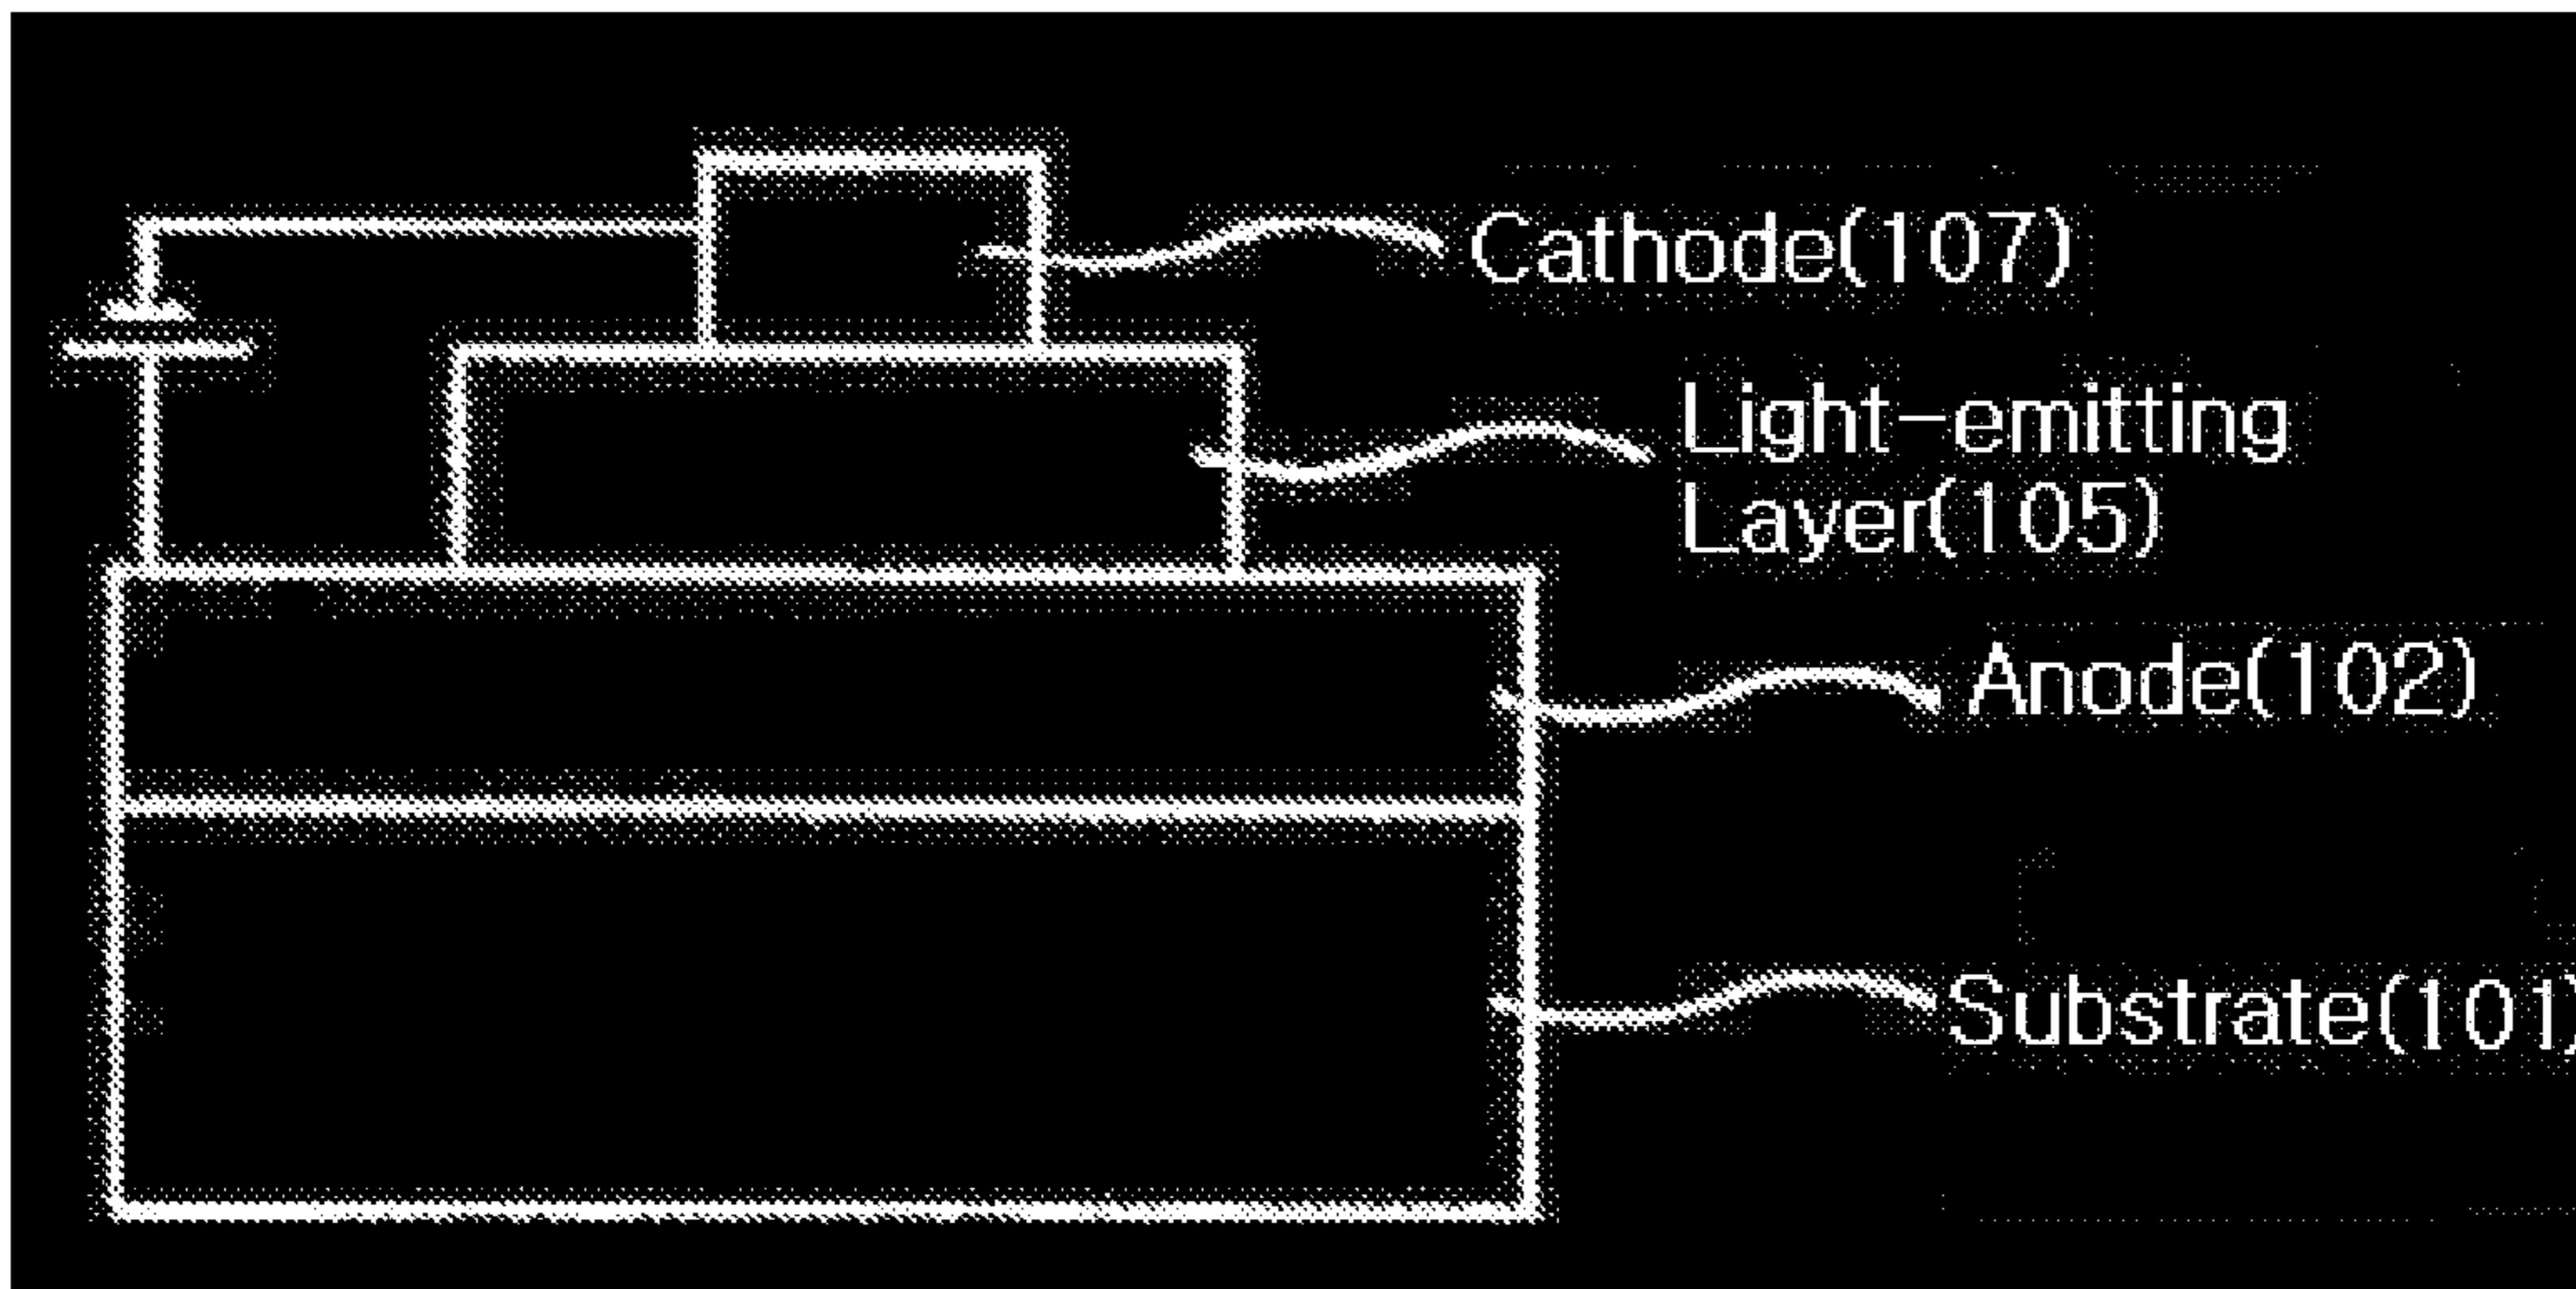 Cathode(107)
Light-emitting
Layer(105)
Anode(102)
Substrate(101)